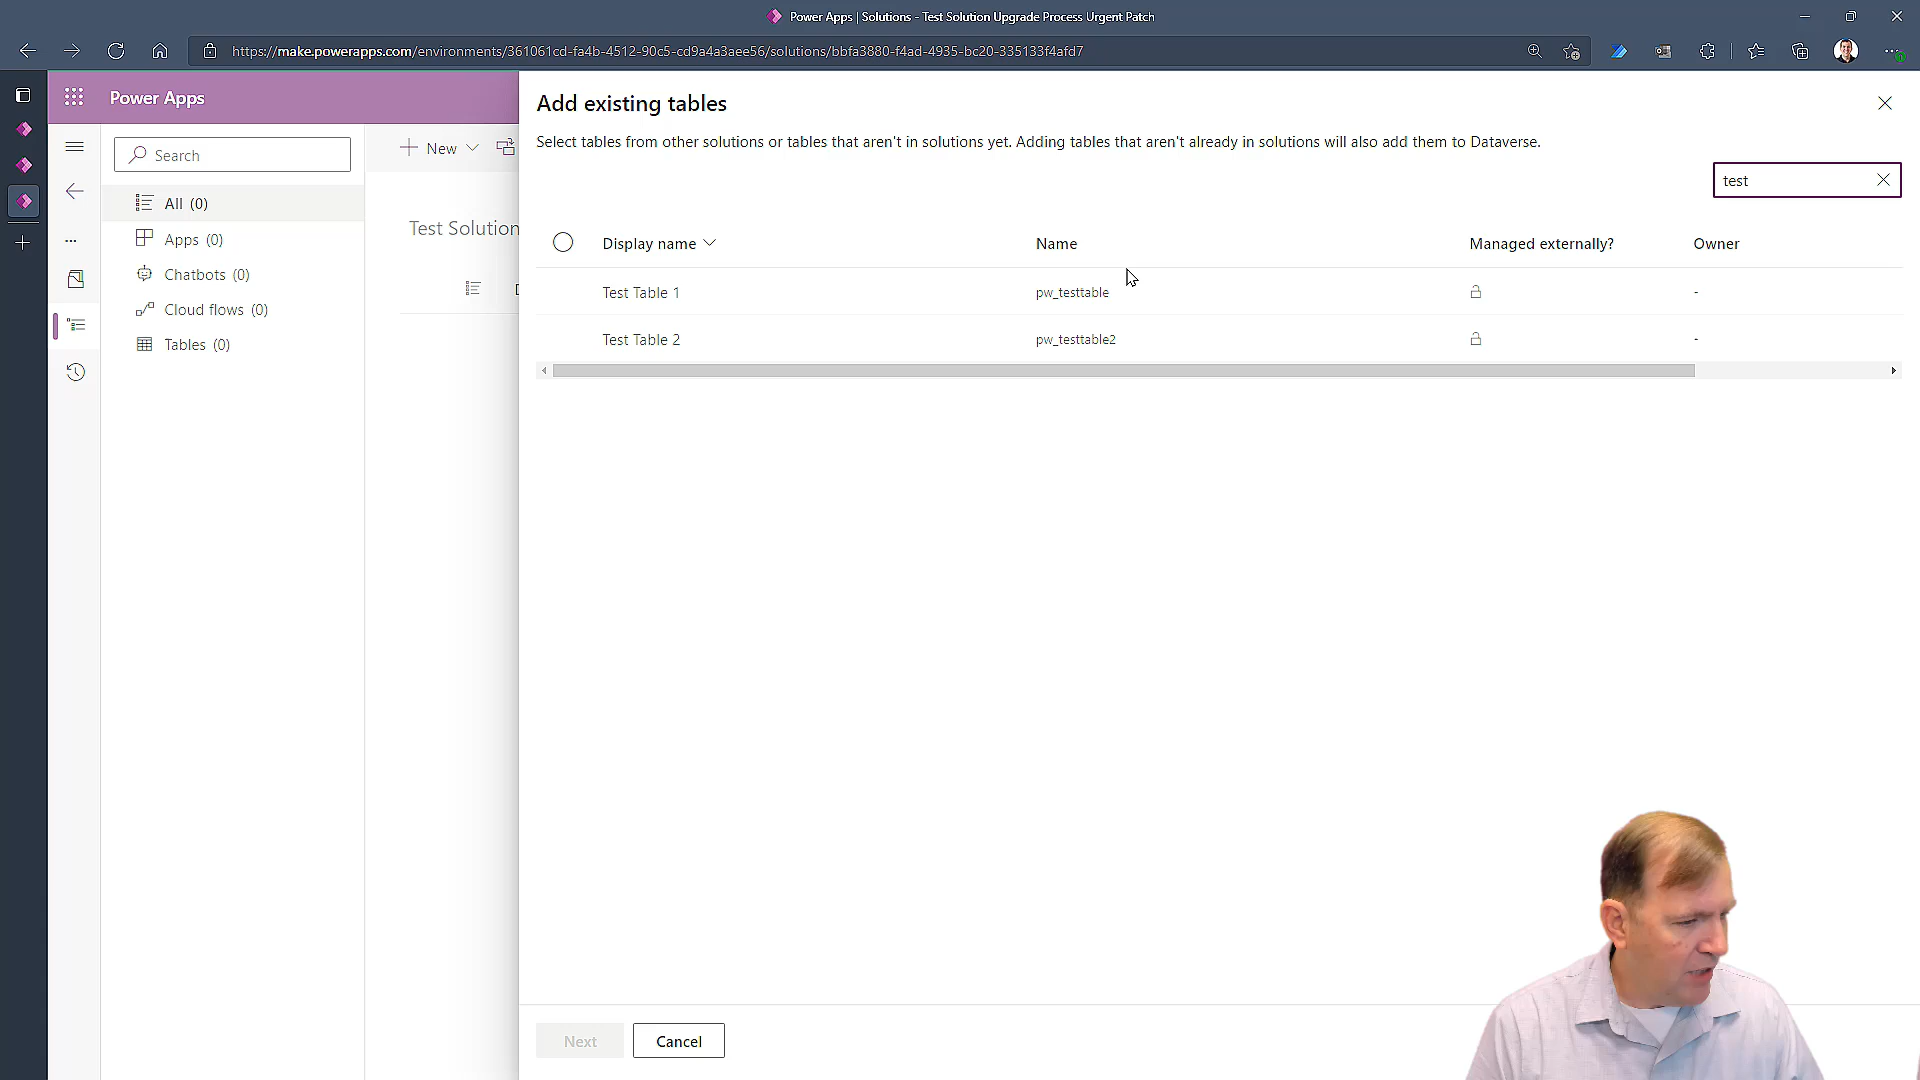 Power Apps | Solutions - Test Solution Upgrade Process Urgent Patch
https://make.powerapps.com/environments/361061cd-fa4b-4512-90c5-cd9a4a3aee56/solutions/bbfa3880-f4ad-4935-bc20-335133f4afd7
Power Apps
Search
All (0)
Apps (0)
Chatbots (0)
Cloud flows (0)
Tables (0)
New
Test Solution
Add existing tables
Select tables from other solutions or tables that aren't in solutions yet. Adding tables that aren't already in solutions will also add them to Dataverse.
test
Display name Name Managed externally? Owner
Test Table 1 pw_testtable -
Test Table 2 pw_testtable2 -
Next Cancel